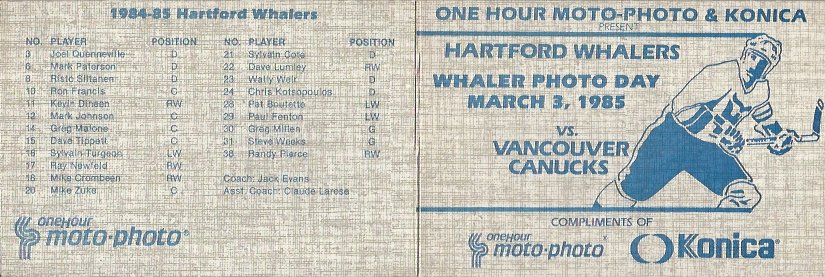 1984-85 Hartford Whalers
NO. PLAYER POSITION
3 Joel Quenneville D
6 Mark Paterson D
8 Risto Siltanen D
10 Ron Francis C
11 Kevin Dineen RW
12 Mark Johnson C
14 Greg Malone C
15 Dave Tippett C
16 Sylvain Turgeon LW
17 Ray Neufeld RW
18 Mike Crombeen RW
20 Mike Zuke C
NO. PLAYER POSITION
21 Sylvain Cote D
22 Dave Lumley RW
23 Wally Weir D
24 Chris Kotsopoulos D
28 Pat Boutette LW
29 Paul Fenton LW
30 Greg Millen G
31 Steve Weeks G
38 Randy Pierce RW
Coach: Jack Evans
Asst. Coach: Claude Larose
oneHour
moto·photo®
ONE HOUR MOTO-PHOTO & KONICA
PRESENT
HARTFORD WHALERS
WHALER PHOTO DAY
MARCH 3, 1985
VS.
VANCOUVER
CANUCKS
COMPLIMENTS OF
oneHour
moto·photo®
Konica®